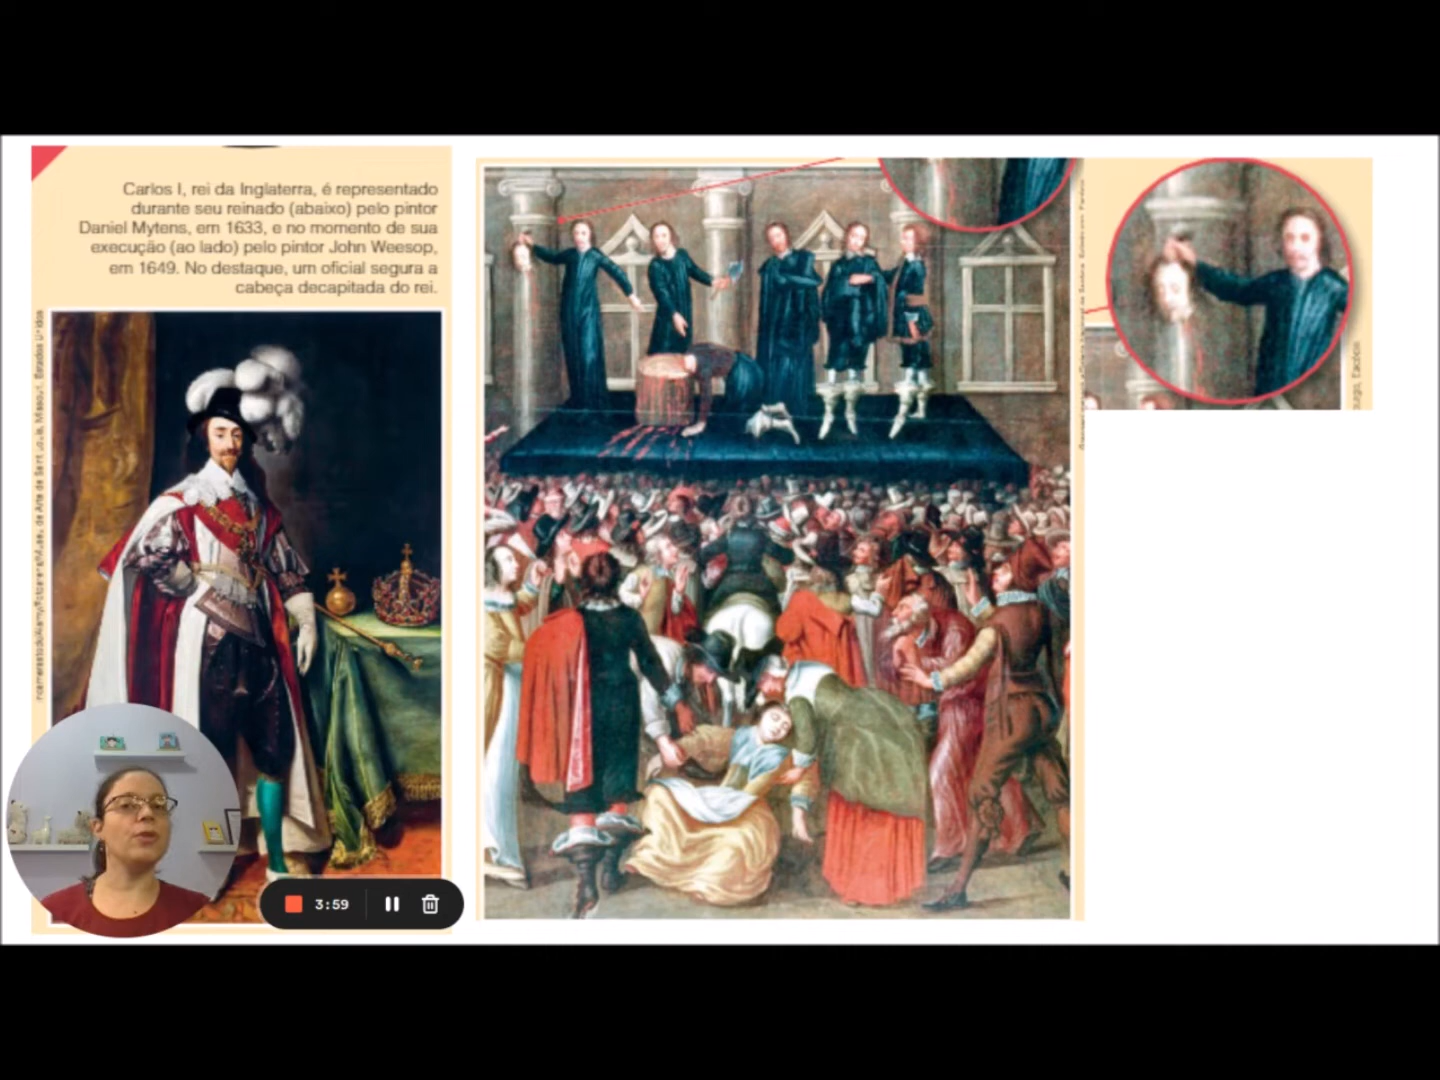 Carlos I, rei da Inglaterra, é representado
durante seu reinado (abaixo) pelo pintor
Daniel Mytens, em 1633, e no momento de sua
execução (ao lado) pelo pintor John Weesop,
em 1649. No destaque, um oficial segura a
cabeça decapitada do rei.
3:59